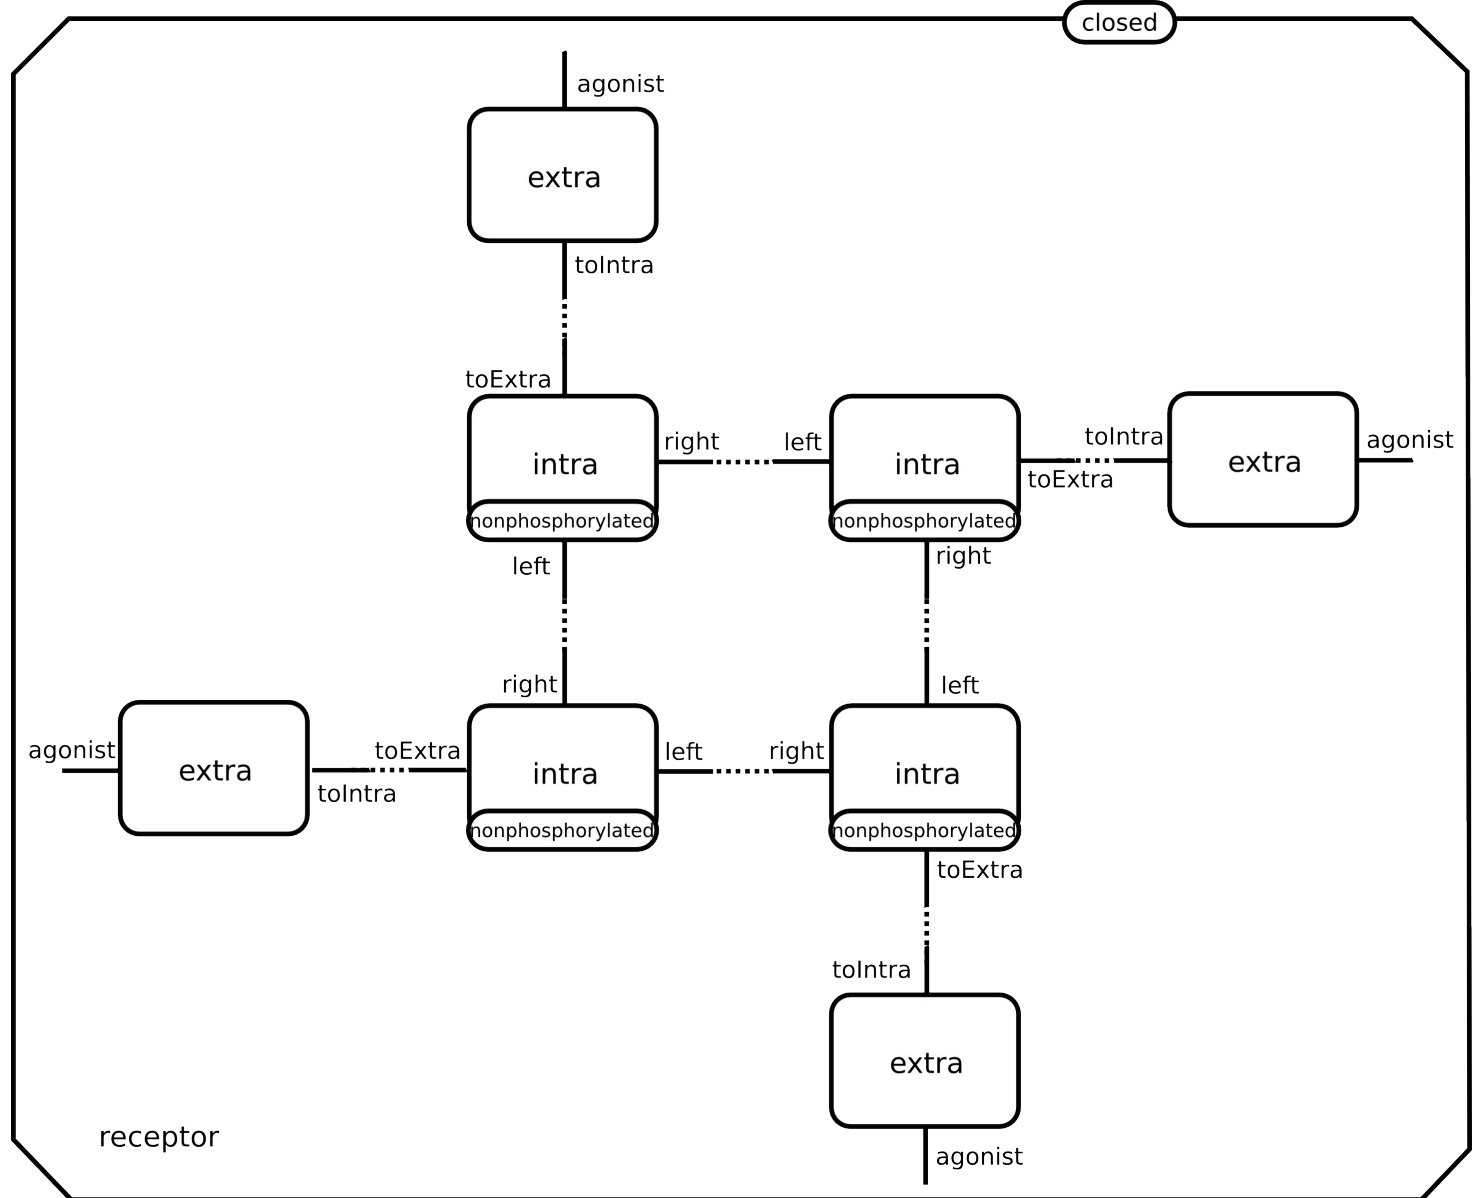 closed
agonist
extra
toIntra
toExtra
intra
right
left
intra
toIntra
toExtra
extra
agonist
nonphosphorylated
nonphosphorylated
left
right
right
left
agonist
extra
toExtra
toIntra
intra
left
right
intra
nonphosphorylated
nonphosphorylated
toExtra
toIntra
extra
receptor
agonist